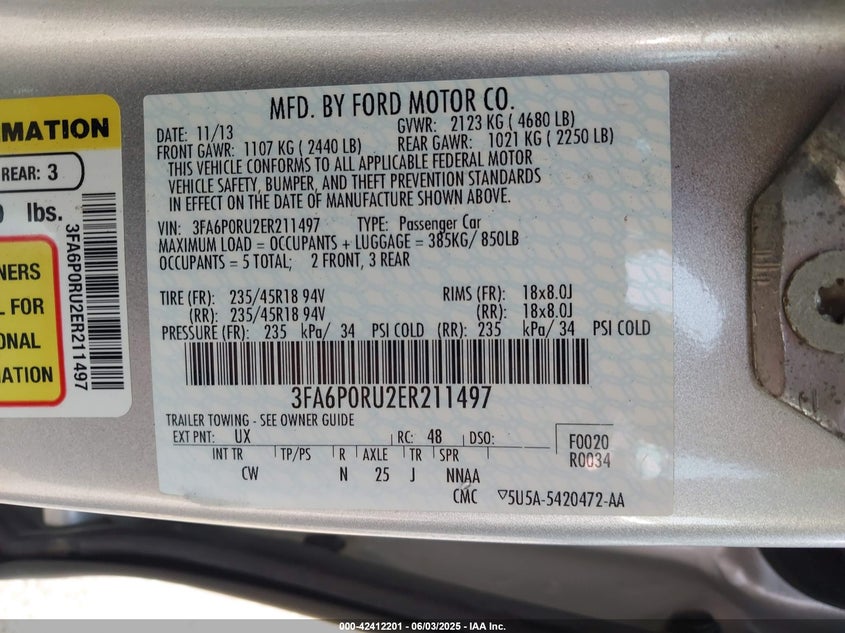 RMATION
REAR: 3
lbs.
3FA6P0RU2ER211497
NERS
L FOR
ONAL
MATION
MFD. BY FORD MOTOR CO.
DATE: 11/13 GVWR: 2123 KG ( 4680 LB)
FRONT GAWR: 1107 KG ( 2440 LB) REAR GAWR: 1021 KG ( 2250 LB)
THIS VEHICLE CONFORMS TO ALL APPLICABLE FEDERAL MOTOR
VEHICLE SAFETY, BUMPER, AND THEFT PREVENTION STANDARDS
IN EFFECT ON THE DATE OF MANUFACTURE SHOWN ABOVE.
VIN: 3FA6P0RU2ER211497 TYPE: Passenger Car
MAXIMUM LOAD = OCCUPANTS + LUGGAGE = 385KG/ 850LB
OCCUPANTS = 5 TOTAL; 2 FRONT, 3 REAR
TIRE (FR): 235/45R18 94V RIMS (FR): 18x8.0J
(RR): 235/45R18 94V (RR): 18x8.0J
PRESSURE (FR): 235 kPa/ 34 PSI COLD (RR): 235 kPa/ 34 PSI COLD
3FA6P0RU2ER211497
TRAILER TOWING - SEE OWNER GUIDE
EXT PNT: UX RC: 48 DSO: F0020
INT TR TP/PS R AXLE TR SPR R0034
CW N 25 J NNAA
CMC 5U5A-5420472-AA
000-42412201 - 06/03/2025 - IAA Inc.